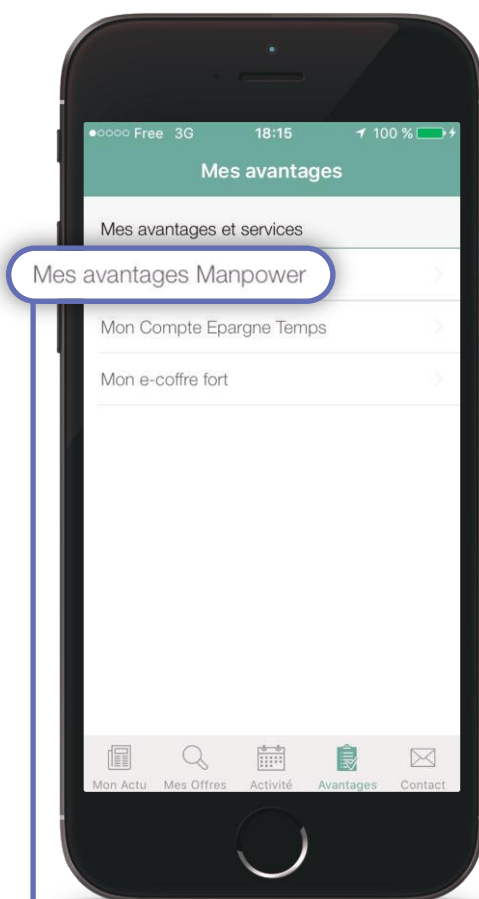 Free 3G 18:15 100 %
Mes avantages
Mes avantages et services
Mes avantages Manpower
Mon Compte Epargne Temps
Mon e-coffre fort
Mon Actu Mes Offres Activité Avantages Contact